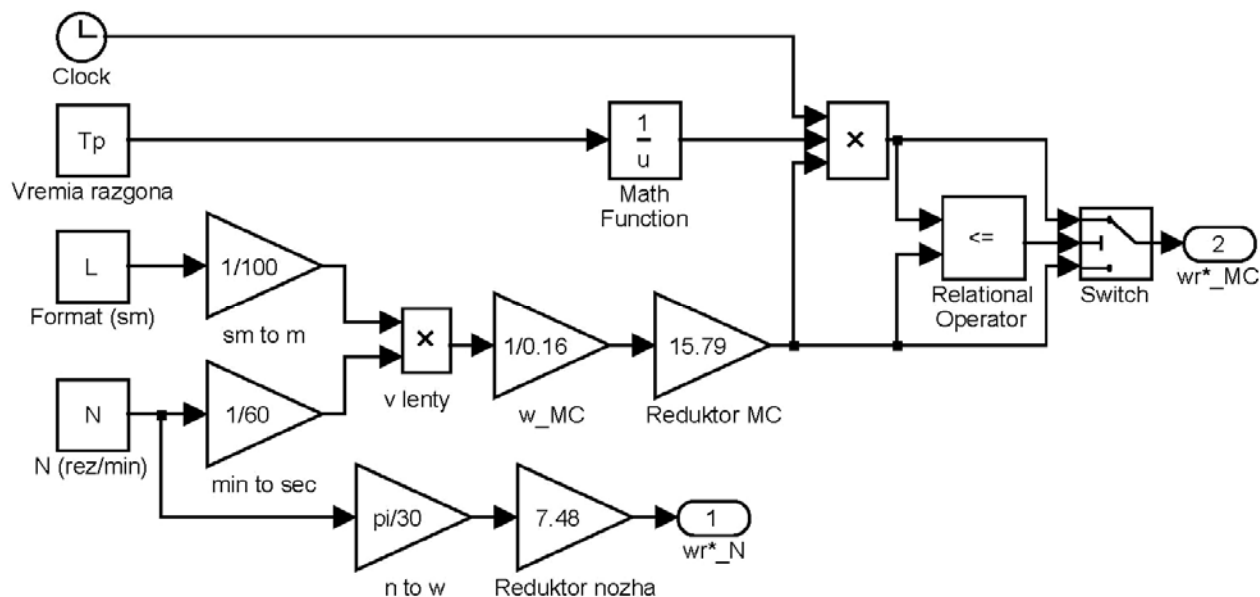 Clock
Tp
Vremia razgona
1
u
Math
Function
×
L
Format (sm)
1/100
sm to m
N
N (rez/min)
1/60
min to sec
×
v lenty
1/0.16
w_MC
15.79
Reduktor MC
<=
Relational
Operator
Switch
2
wr*_MC
pi/30
n to w
7.48
Reduktor nozha
1
wr*_N